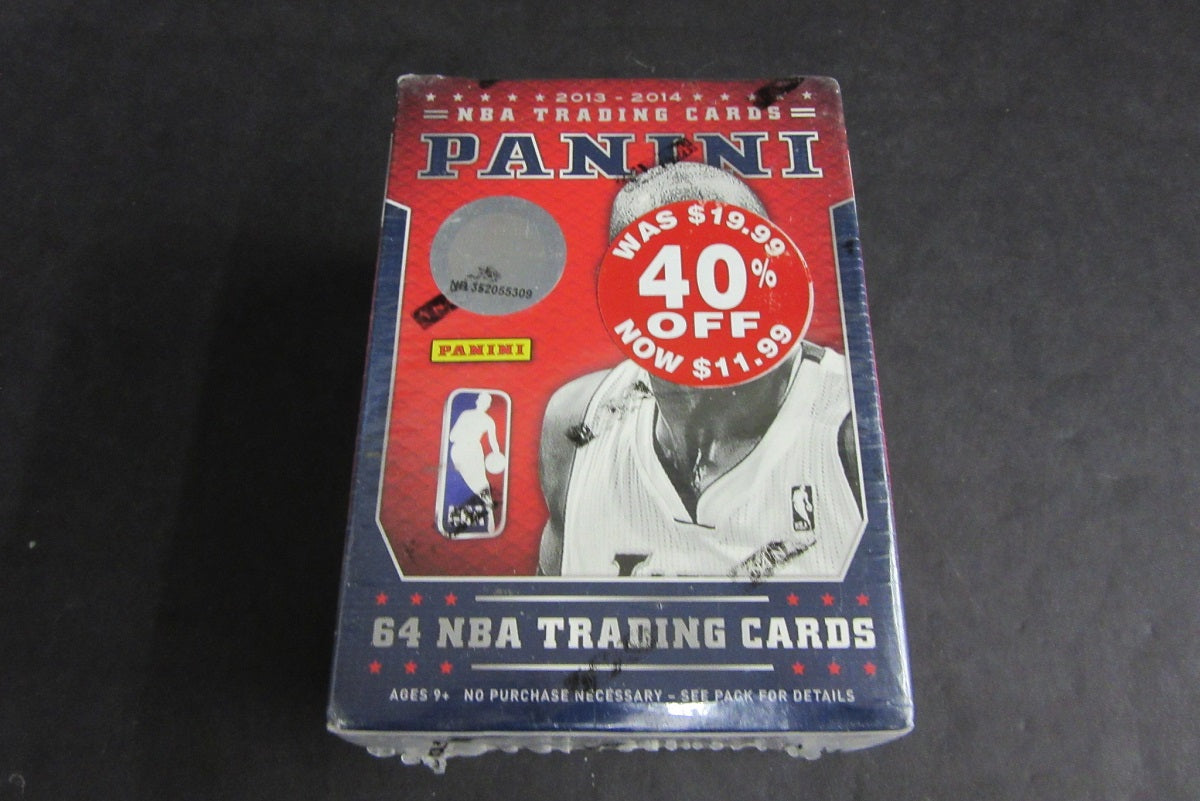 2013 - 2014
NBA TRADING CARDS
PANINI
WAS $19.99
40%
OFF
NOW $11.99
PANINI
64 NBA TRADING CARDS
AGES 9+ NO PURCHASE NECESSARY - SEE PACK FOR DETAILS